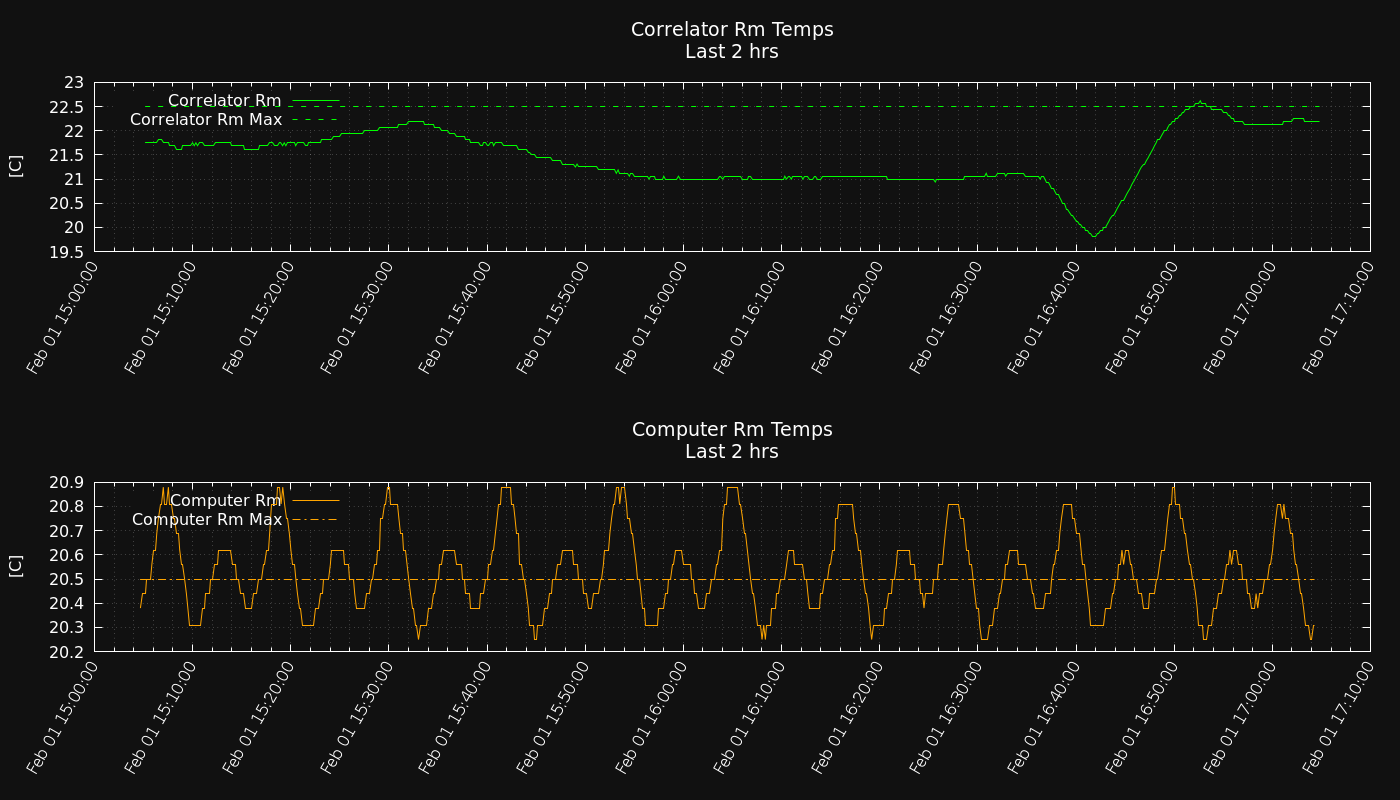 Correlator Rm Temps
Last 2 hrs
23
22.5
22
21.5
21
20.5
20
19.5
[C]
Correlator Rm
Correlator Rm Max
Feb 01 15:00:00
Feb 01 15:10:00
Feb 01 15:20:00
Feb 01 15:30:00
Feb 01 15:40:00
Feb 01 15:50:00
Feb 01 16:00:00
Feb 01 16:10:00
Feb 01 16:20:00
Feb 01 16:30:00
Feb 01 16:40:00
Feb 01 16:50:00
Feb 01 17:00:00
Feb 01 17:10:00
Computer Rm Temps
Last 2 hrs
20.9
20.8
20.7
20.6
20.5
20.4
20.3
20.2
[C]
Computer Rm
Computer Rm Max
Feb 01 15:00:00
Feb 01 15:10:00
Feb 01 15:20:00
Feb 01 15:30:00
Feb 01 15:40:00
Feb 01 15:50:00
Feb 01 16:00:00
Feb 01 16:10:00
Feb 01 16:20:00
Feb 01 16:30:00
Feb 01 16:40:00
Feb 01 16:50:00
Feb 01 17:00:00
Feb 01 17:10:00